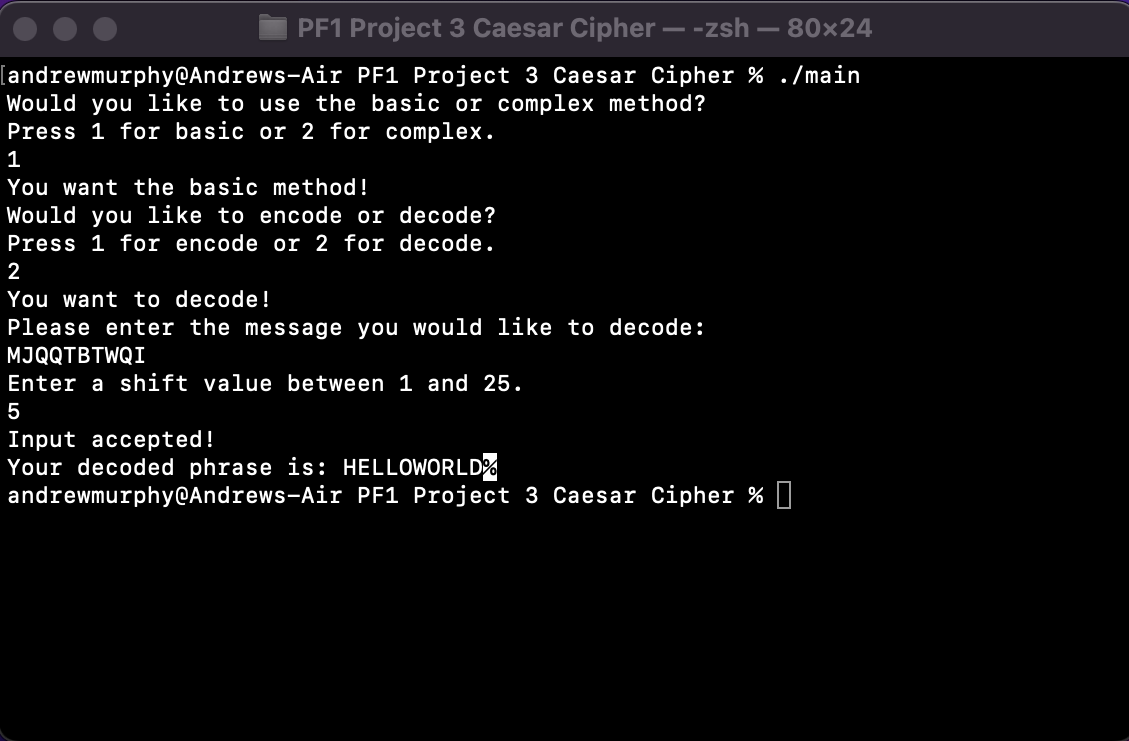 PF1 Project 3 Caesar Cipher — -zsh — 80×24
[andrewmurphy@Andrews-Air PF1 Project 3 Caesar Cipher % ./main
Would you like to use the basic or complex method?
Press 1 for basic or 2 for complex.
1
You want the basic method!
Would you like to encode or decode?
Press 1 for encode or 2 for decode.
2
You want to decode!
Please enter the message you would like to decode:
MJQQTBTWQI
Enter a shift value between 1 and 25.
5
Input accepted!
Your decoded phrase is: HELLOWORLD%
andrewmurphy@Andrews-Air PF1 Project 3 Caesar Cipher %